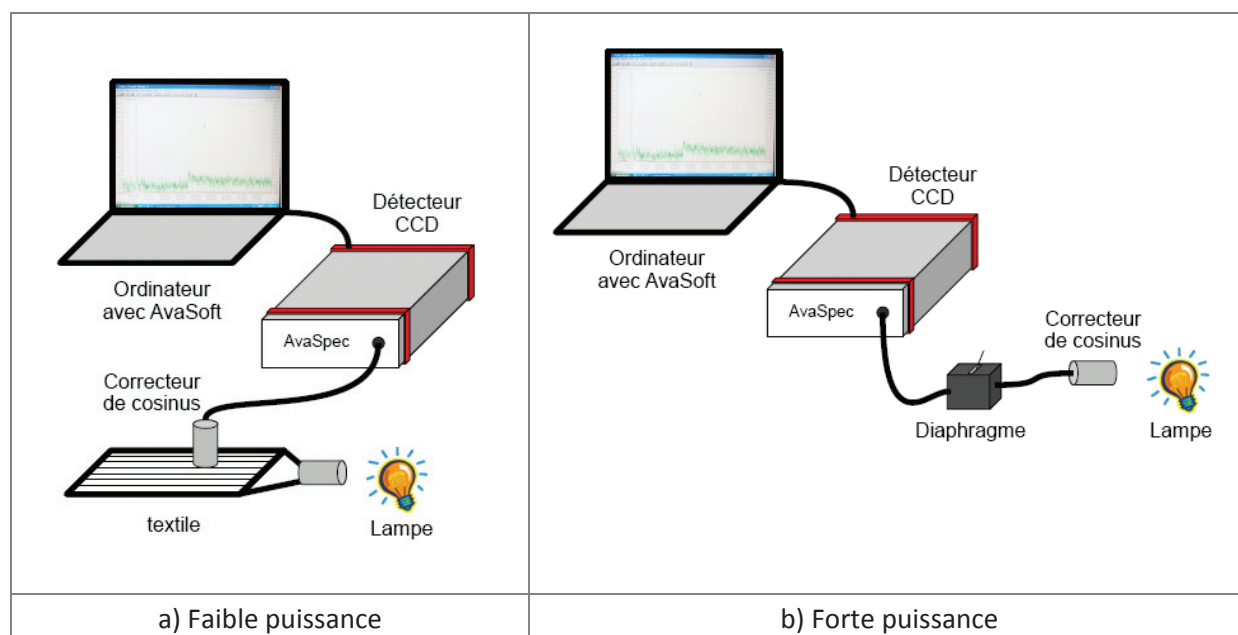 Détecteur
CCD
Ordinateur
avec AvaSoft
AvaSpec
Correcteur
de cosinus
textile
Lampe
a) Faible puissance
Détecteur
CCD
Ordinateur
avec AvaSoft
AvaSpec
Correcteur
de cosinus
Diaphragme
Lampe
b) Forte puissance